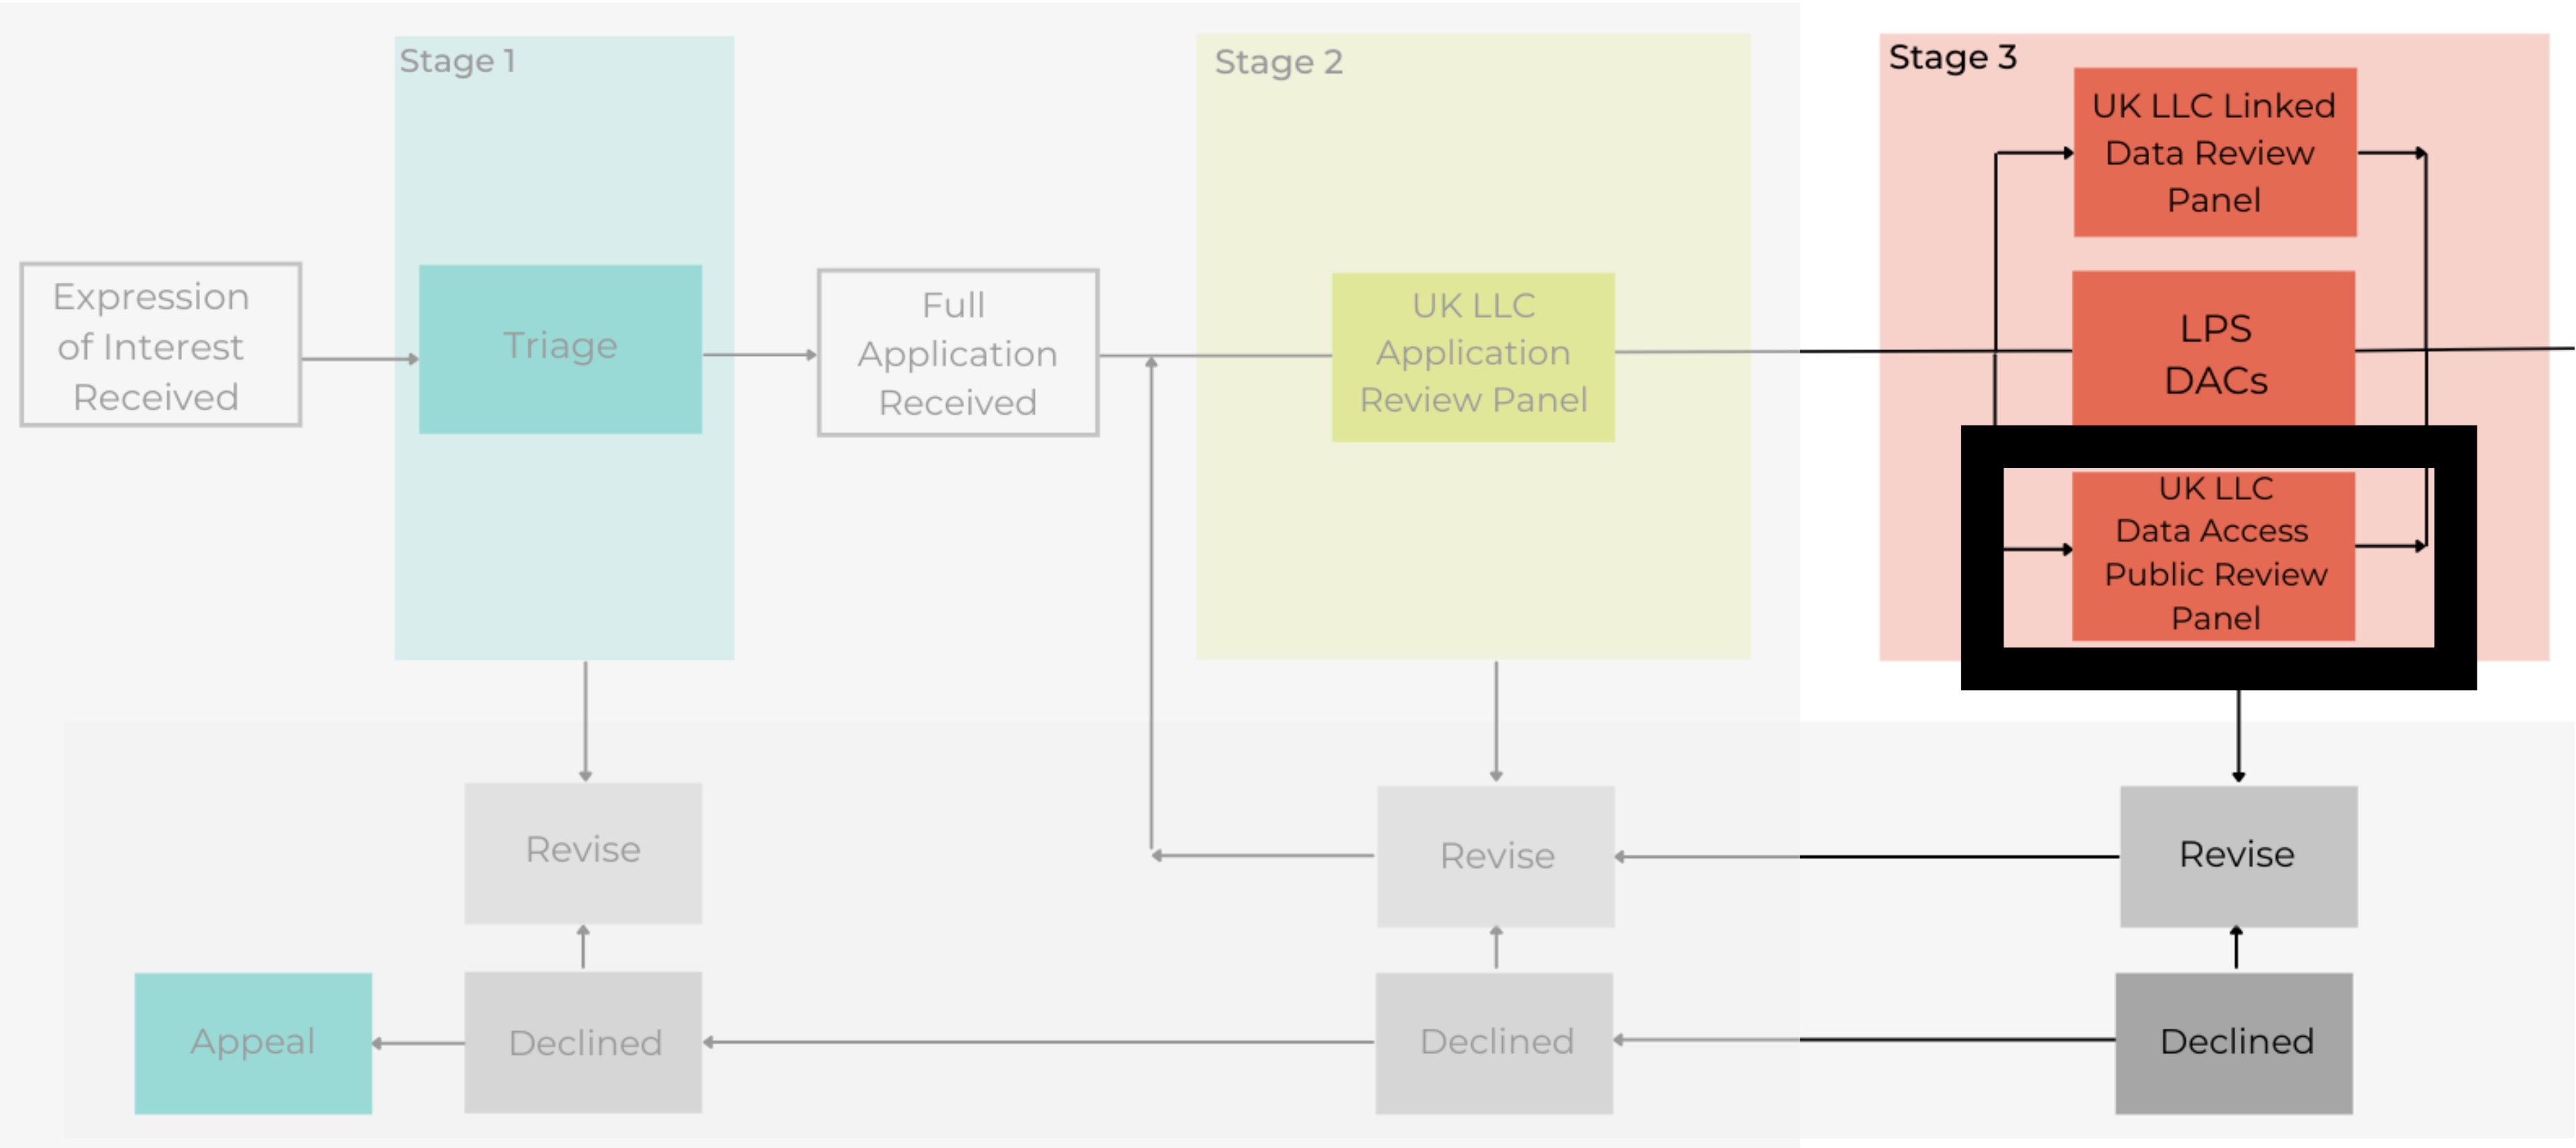 Stage 1
Stage 2
Stage 3
Expression
of Interest
Received
Triage
Full
Application
Received
UK LLC
Application
Review Panel
UK LLC Linked
Data Review
Panel
LPS
DACs
UK LLC
Data Access
Public Review
Panel
Revise
Revise
Revise
Appeal
Declined
Declined
Declined